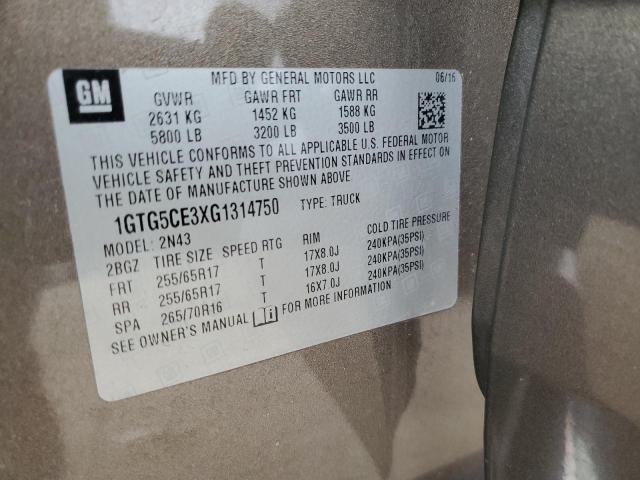 GM
MFD BY GENERAL MOTORS LLC 06/16
GVWR GAWR FRT GAWR RR
2631 KG 1452 KG 1588 KG
5800 LB 3200 LB 3500 LB
THIS VEHICLE CONFORMS TO ALL APPLICABLE U.S. FEDERAL MOTOR
VEHICLE SAFETY AND THEFT PREVENTION STANDARDS IN EFFECT ON
THE DATE OF MANUFACTURE SHOWN ABOVE.
1GTG5CE3XG1314750 TYPE: TRUCK
MODEL: 2N43
2BGZ TIRE SIZE SPEED RTG RIM COLD TIRE PRESSURE
FRT 255/65R17 T 17X8.0J 240KPA(35PSI)
RR 255/65R17 T 17X8.0J 240KPA(35PSI)
SPA 265/70R16 T 16X7.0J 240KPA(35PSI)
SEE OWNER'S MANUAL FOR MORE INFORMATION